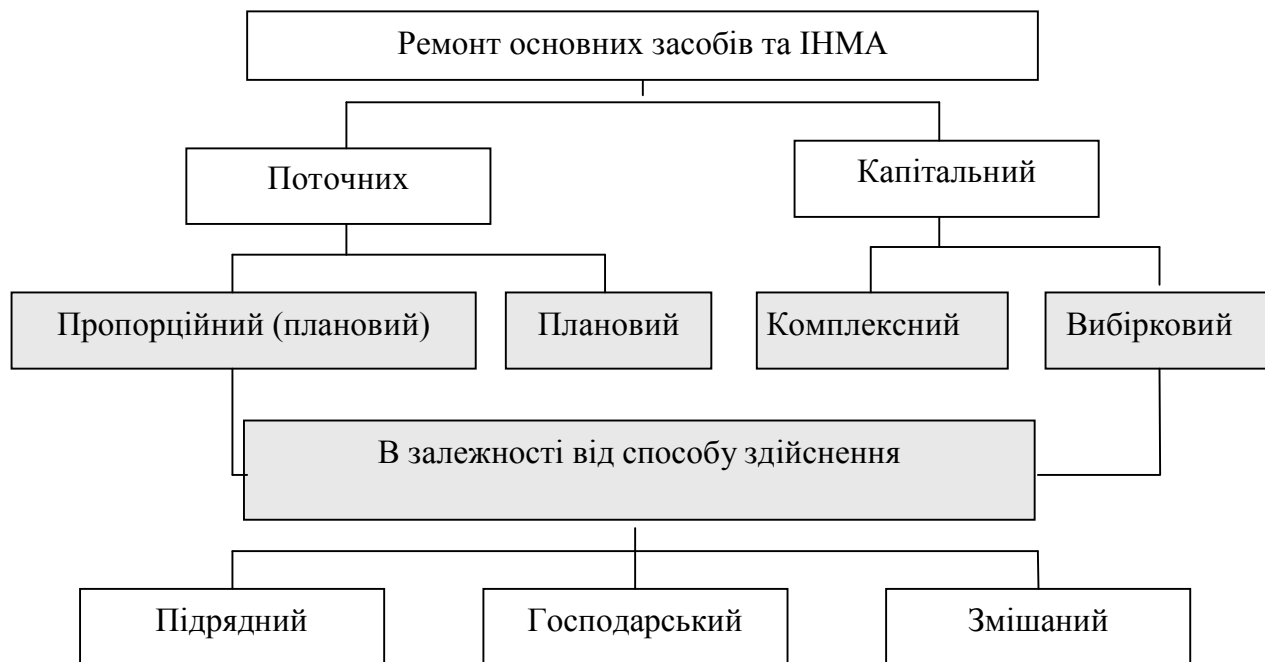 Ремонт основних засобів та ІНМА
Поточних
Капітальний
Пропорційний (плановий)
Плановий
Комплексний
Вибірковий
В залежності від способу здійснення
Підрядний
Господарський
Змішаний